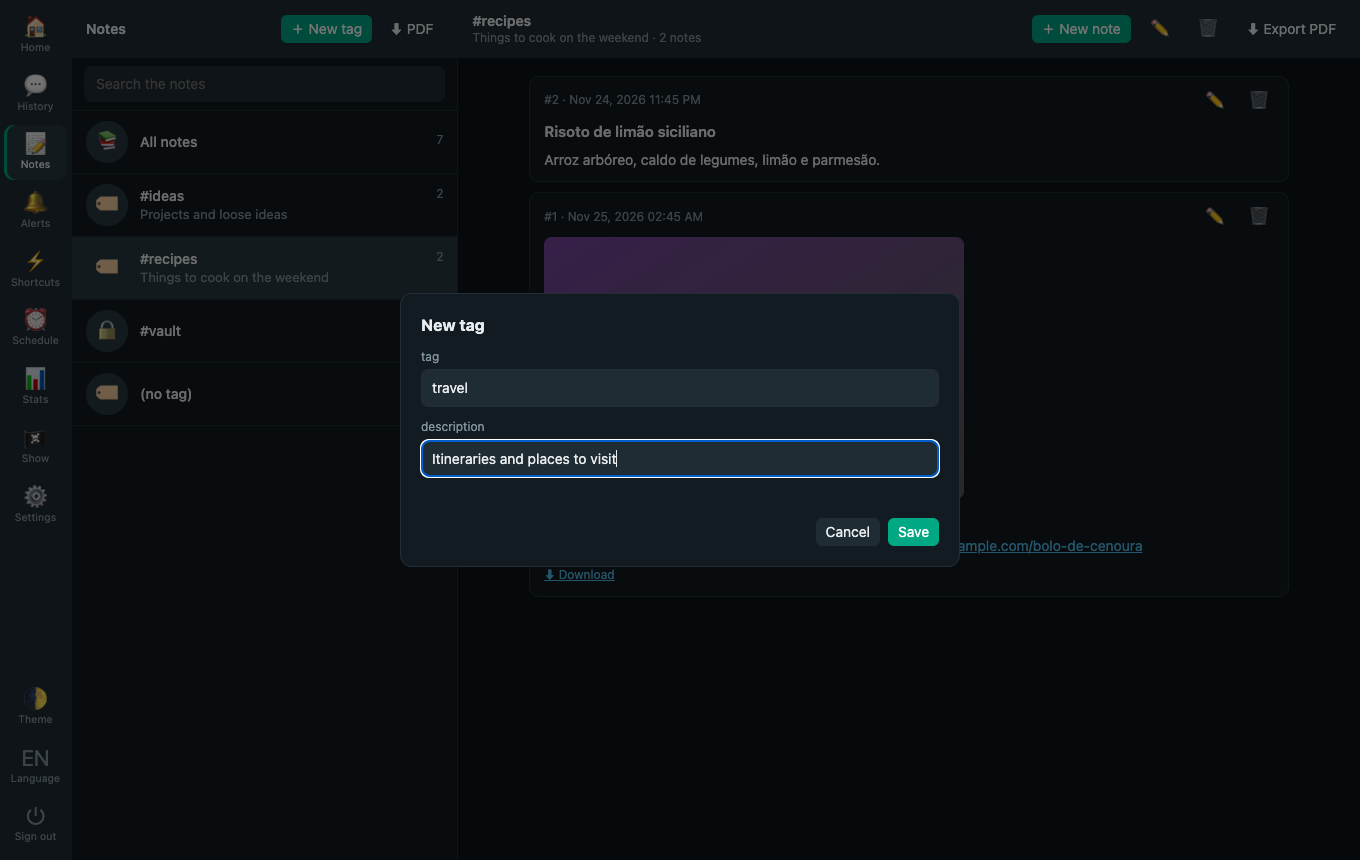 Home
History
Notes
Alerts
Shortcuts
Schedule
Stats
Show
Settings
Theme
EN
Language
Sign out
Notes
+ New tag
⬇ PDF
Search the notes
All notes
7
#ideas
2
Projects and loose ideas
#recipes
2
Things to cook on the weekend
#vault
(no tag)
#recipes
Things to cook on the weekend · 2 notes
+ New note
⬇ Export PDF
#2 · Nov 24, 2026 11:45 PM
Risoto de limão siciliano
Arroz arbóreo, caldo de legumes, limão e parmesão.
#1 · Nov 25, 2026 02:45 AM
ample.com/bolo-de-cenoura
⬇ Download
New tag
tag
travel
description
Itineraries and places to visit
Cancel
Save